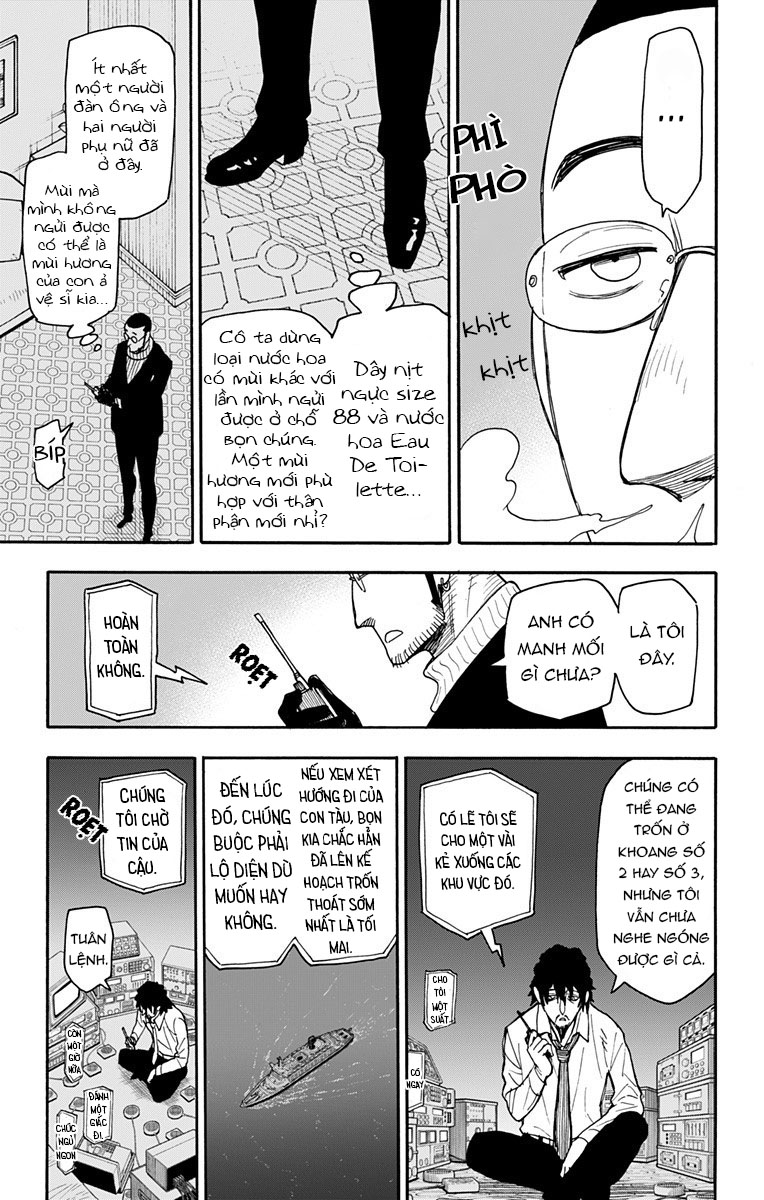 ...
PHÌ
PHÒ
khịt
khịt
Dây nịt
ngực size
88 và nước
hoa Eau
De Toi-
lette...
Cô ta dùng
loại nước hoa
có mùi khác với
lần mình ngửi
được ở chỗ
bọn chúng.
Một mùi
hương mới phù
hợp với thân
phận mới nhỉ?
Ít nhất
một người
đàn ông và
hai người
phụ nữ đã
ở đây.
Mùi mà
mình không
ngửi được
có thể là
mùi hương
của con ả
vệ sĩ kia...
BÍP
LÀ TÔI
ĐÂY.
ANH CÓ
MANH MỐI
GÌ CHƯA?
ROẸT
HOÀN
TOÀN
KHÔNG.
CHÚNG CÓ
THỂ ĐANG
TRỐN Ở
KHOANG SỐ
2 HAY SỐ 3,
NHƯNG TÔI
VẪN CHƯA
NGHE NGÓNG
ĐƯỢC GÌ CẢ.
CÓ LẼ TÔI SẼ
CHO MỘT VÀI
KẺ XUỐNG CÁC
KHU VỰC ĐÓ.
CHO TÔI
MỘT SUẤT.
CÓ
NGAY
NẾU XEM XÉT
HƯỚNG ĐI CỦA
CON TÀU, BỌN
KIA CHẮC HẲN
ĐÃ LÊN KẾ
HOẠCH TRỐN
THOÁT SỚM
NHẤT LÀ TỐI
MAI.
ĐẾN LÚC
ĐÓ, CHÚNG
BUỘC PHẢI
LỘ DIỆN DÙ
MUỐN HAY
KHÔNG.
CHÚNG
TÔI CHỜ
TIN CỦA
CẬU.
ROẸT
TUÂN
LỆNH.
CÒN
MỘT GIỜ
NỮA
ĐÁNH
MỘT
GIẤC
ĐI.
CHÚC
NGỦ
NGON